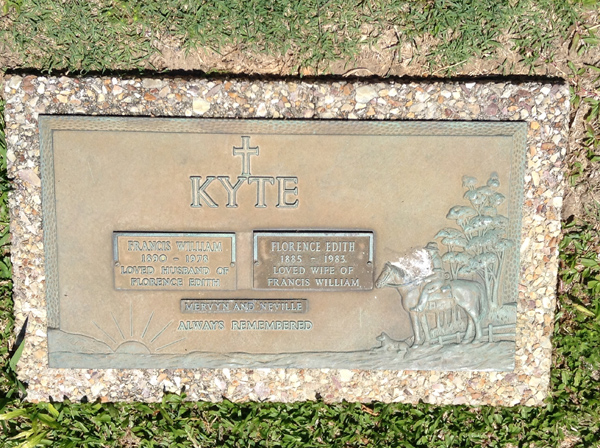 KYTE
FRANCIS WILLIAM
1890 - 1978
LOVED HUSBAND OF
FLORENCE EDITH
FLORENCE EDITH
1885 - 1983
LOVED WIFE OF
FRANCIS WILLIAM
MERVYN AND NEVILLE
ALWAYS REMEMBERED